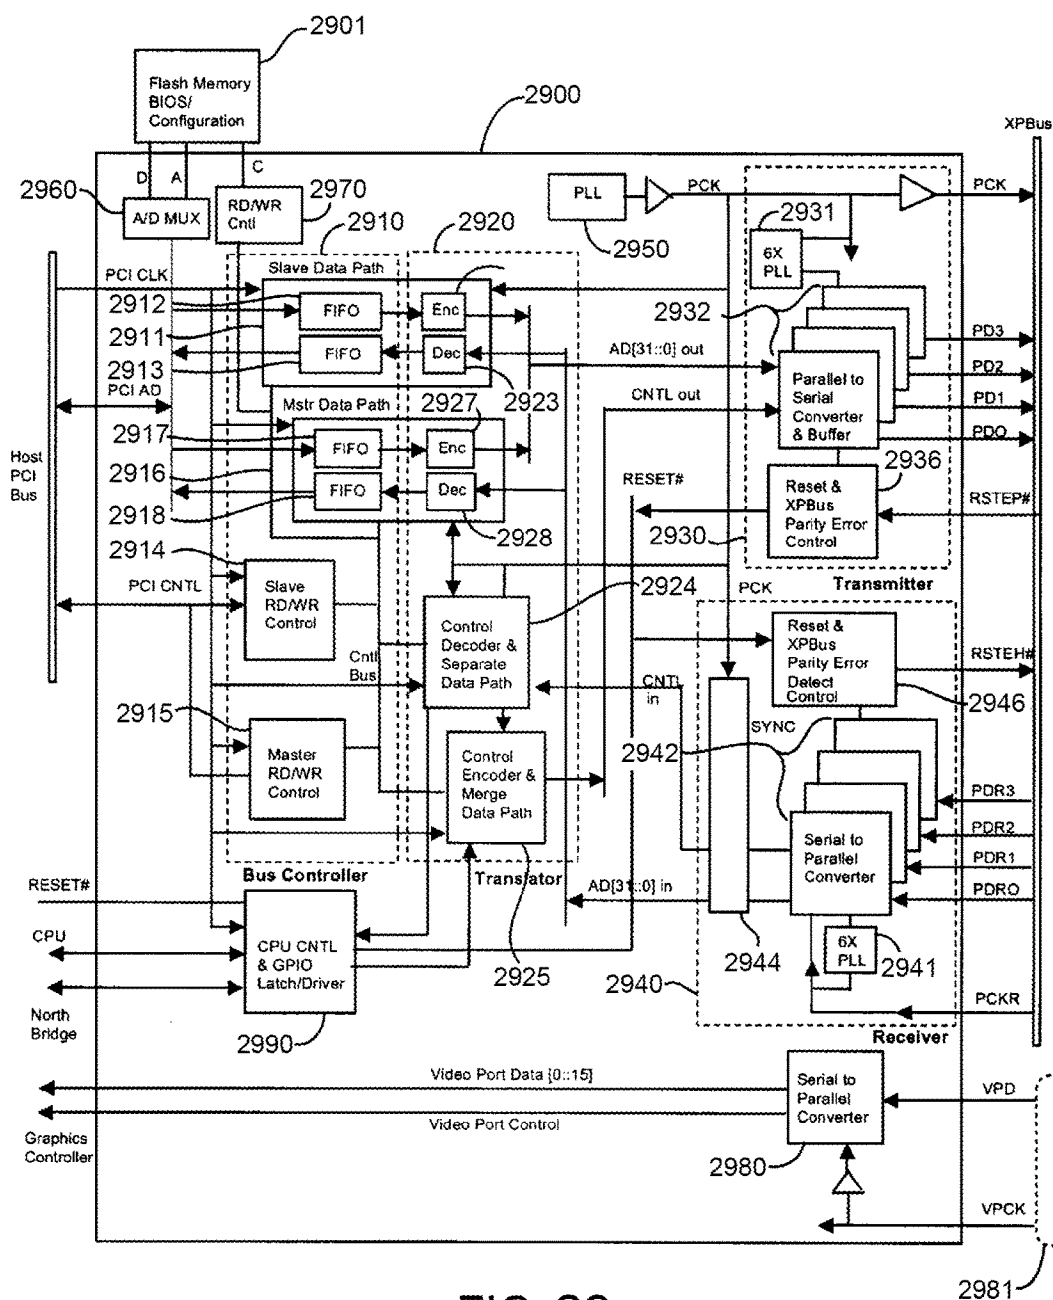 2901
Flash Memory
BIOS/
Configuration
2900
XPBus
D
A
C
2960
A/D MUX
RD/WR
Cntl
2970
2910
2920
PLL
2950
PCK
PCK
2931
6X
PLL
PCI CLK
Slave Data Path
2912
FIFO
Enc
2911
FIFO
Dec
2913
2923
2932
AD[31::0] out
PD3
PD2
PD1
PDO
Parallel to
Serial
Converter
& Buffer
CNTL out
PCI AD
Mstr Data Path
2927
2917
FIFO
Enc
2916
FIFO
Dec
2918
2928
Host
PCI
Bus
RESET#
2936
Reset &
XPBus
Parity Error
Control
RSTEP#
2930
Transmitter
2914
PCI CNTL
Slave
RD/WR
Control
2924
PCK
Control
Decoder &
Separate
Data Path
Cntl
Bus
CNTL
in
Reset &
XPBus
Parity Error
Detect
Control
RSTEH#
2946
2915
Master
RD/WR
Control
Control
Encoder &
Merge
Data Path
SYNC
2942
PDR3
PDR2
PDR1
PDRO
Serial to
Parallel
Converter
Bus Controller
Translator
AD[31::0] in
RESET#
CPU
CPU CNTL
& GPIO
Latch/Driver
2925
2944
6X
PLL
2941
2940
North
Bridge
2990
PCKR
Receiver
Video Port Data [0::15]
Video Port Control
Graphics
Controller
Serial to
Parallel
Converter
VPD
2980
VPCK
2981